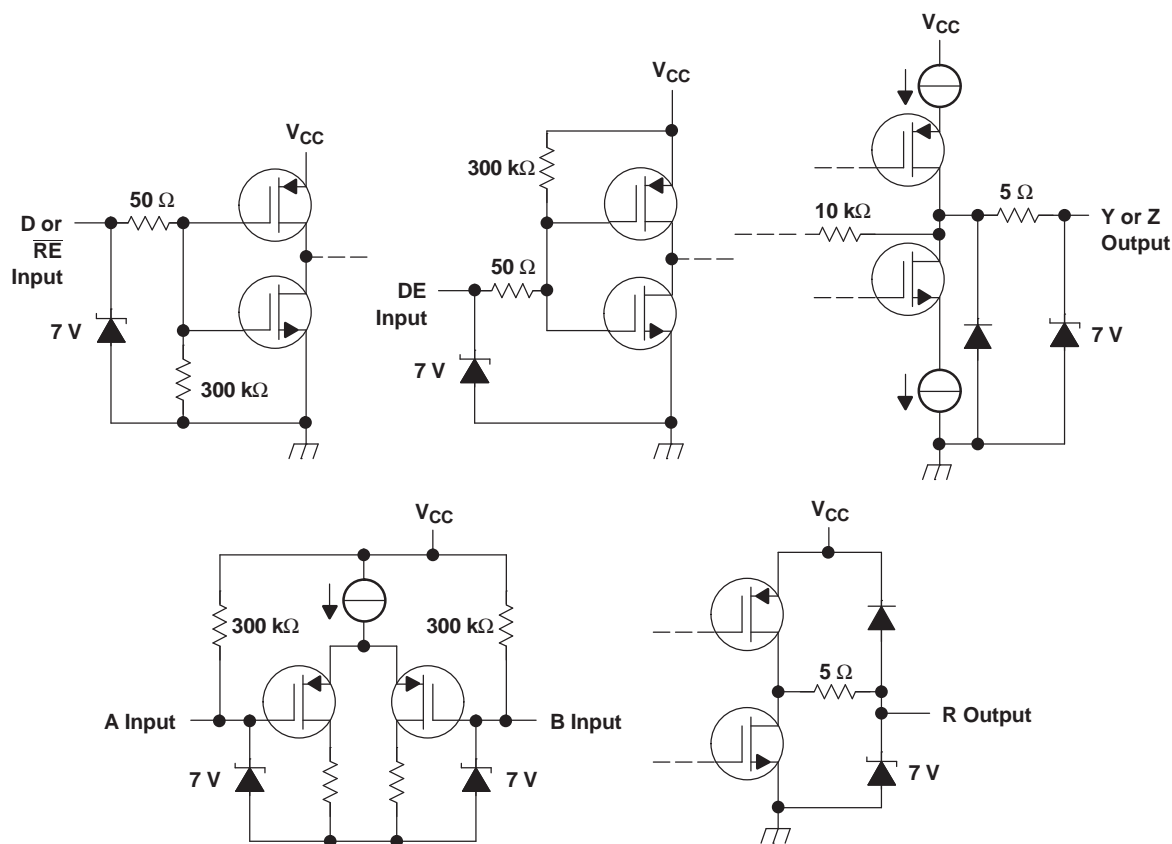 VCC
300 kΩ
50 Ω
D or
RE
Input
7 V
300 kΩ
VCC
50 Ω
DE
Input
7 V
VCC
5 Ω
10 kΩ
Y or Z
Output
7 V
VCC
300 kΩ
300 kΩ
A Input
B Input
7 V
7 V
VCC
5 Ω
R Output
7 V